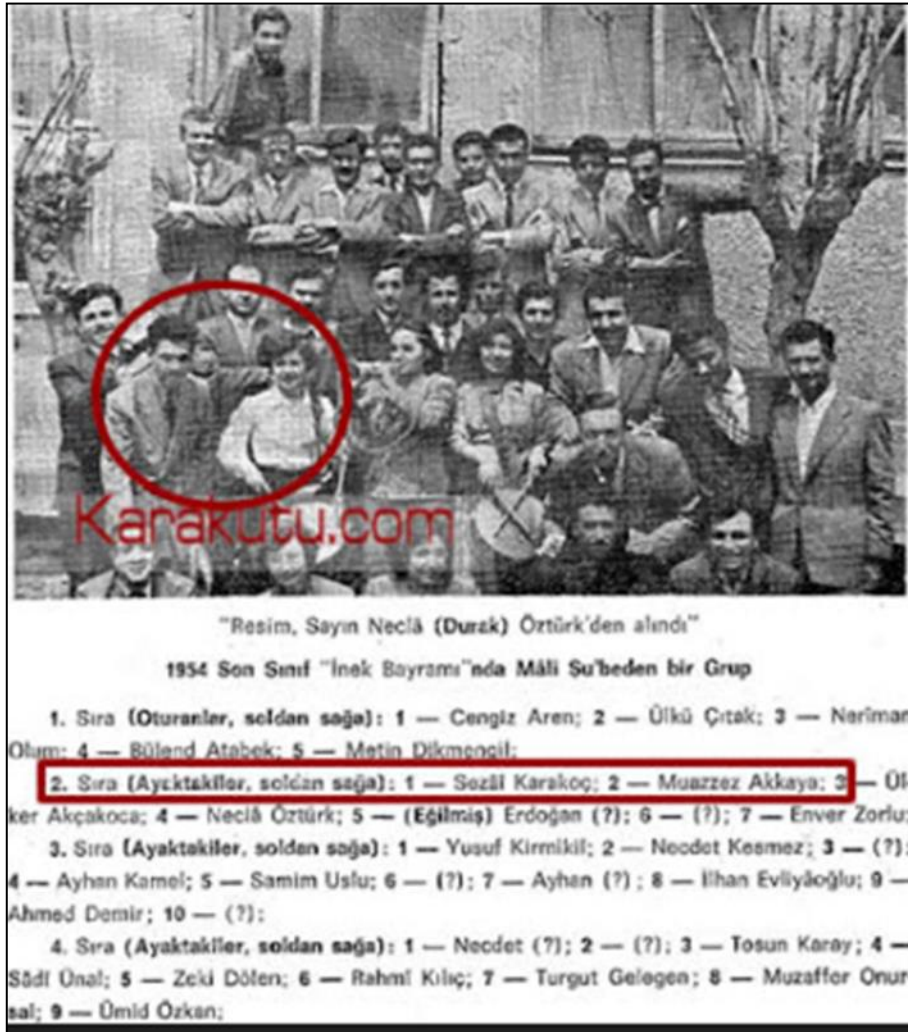 Karakutu.com
"Resim, Sayın Neclâ (Durak) Öztürk'den alındı"
1954 Son Sınıf "İnek Bayramı"nda Mâli Şu'beden bir Grup
1. Sıra (Oturanlar, soldan sağa): 1 — Cengiz Aren; 2 — Ülkü Çıtak; 3 — Neriman
Olum; 4 — Bülend Atabek; 5 — Metin Dikmengil;
2. Sıra (Ayaktakiler, soldan sağa): 1 — Sezâi Karakoç; 2 — Muazzez Akkaya; 3 — Ül
ker Akçakoca; 4 — Neclâ Öztürk; 5 — (Eğilmiş) Erdoğan (?); 6 — (?); 7 — Enver Zorlu;
3. Sıra (Ayaktakiler, soldan sağa): 1 — Yusuf Kirmikil; 2 — Necdet Kesmez; 3 — (?);
4 — Ayhan Kamel; 5 — Samim Uslu; 6 — (?); 7 — Ayhan (?); 8 — İlhan Evliyâoğlu; 9 —
Ahmed Demir; 10 — (?);
4. Sıra (Ayaktakiler, soldan sağa): 1 — Necdet (?); 2 — (?); 3 — Tosun Karay; 4 —
Sâdi Ünal; 5 — Zeki Dölen; 6 — Rahmi Kılıç; 7 — Turgut Gelegen; 8 — Muzaffer Onur
sal; 9 — Ümid Özkan;